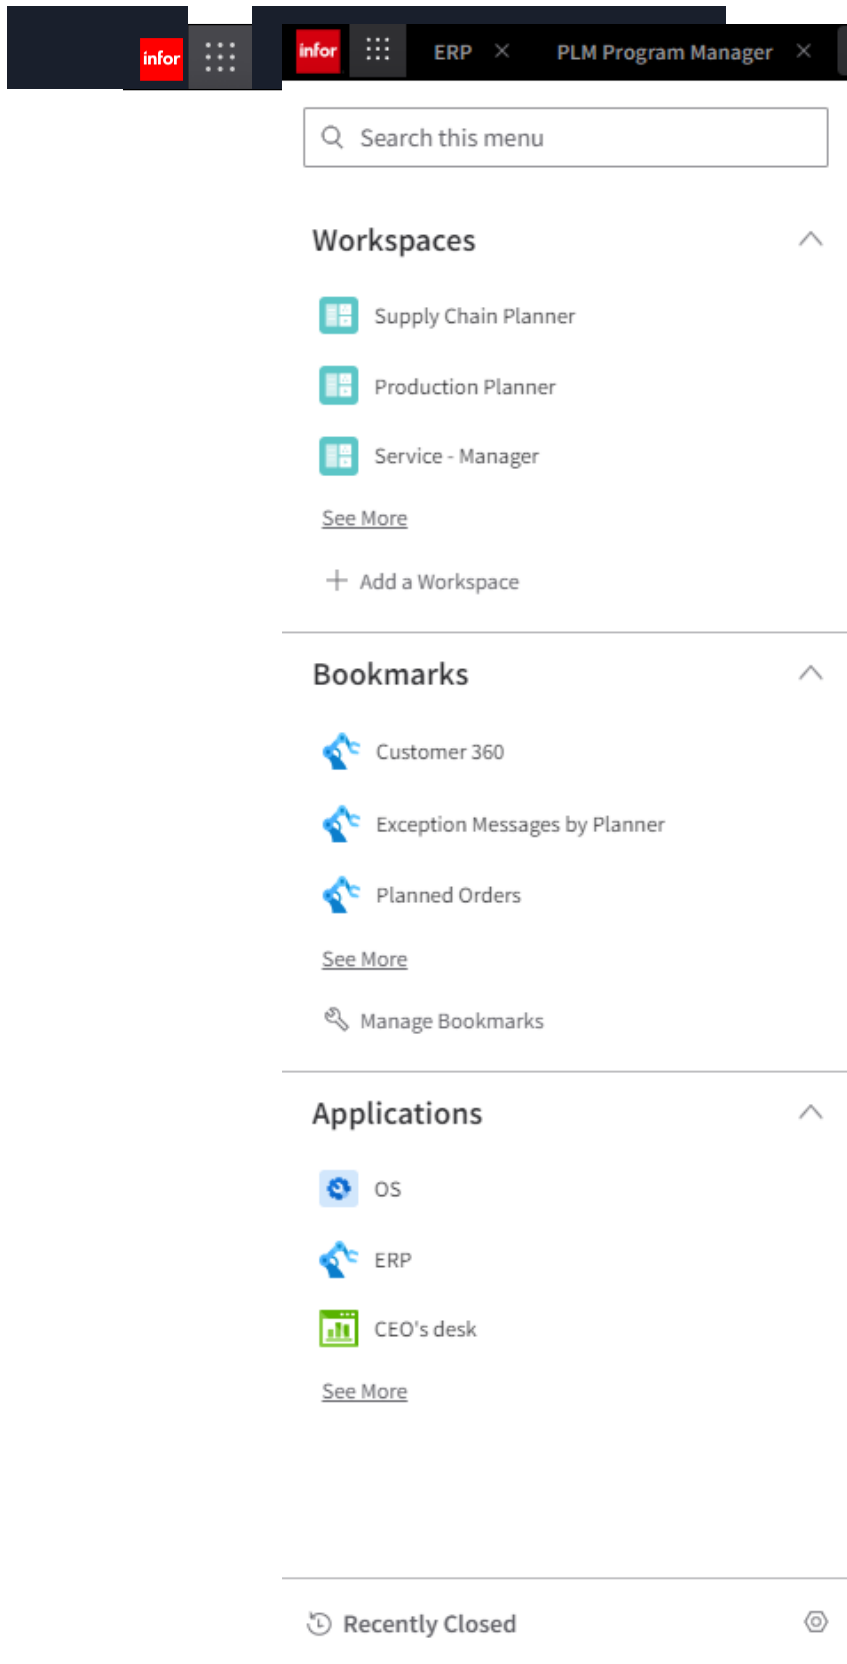 infor
infor ERP PLM Program Manager
Search this menu
Workspaces
Supply Chain Planner
Production Planner
Service - Manager
See More
Add a Workspace
Bookmarks
Customer 360
Exception Messages by Planner
Planned Orders
See More
Manage Bookmarks
Applications
OS
ERP
CEO's desk
See More
Recently Closed